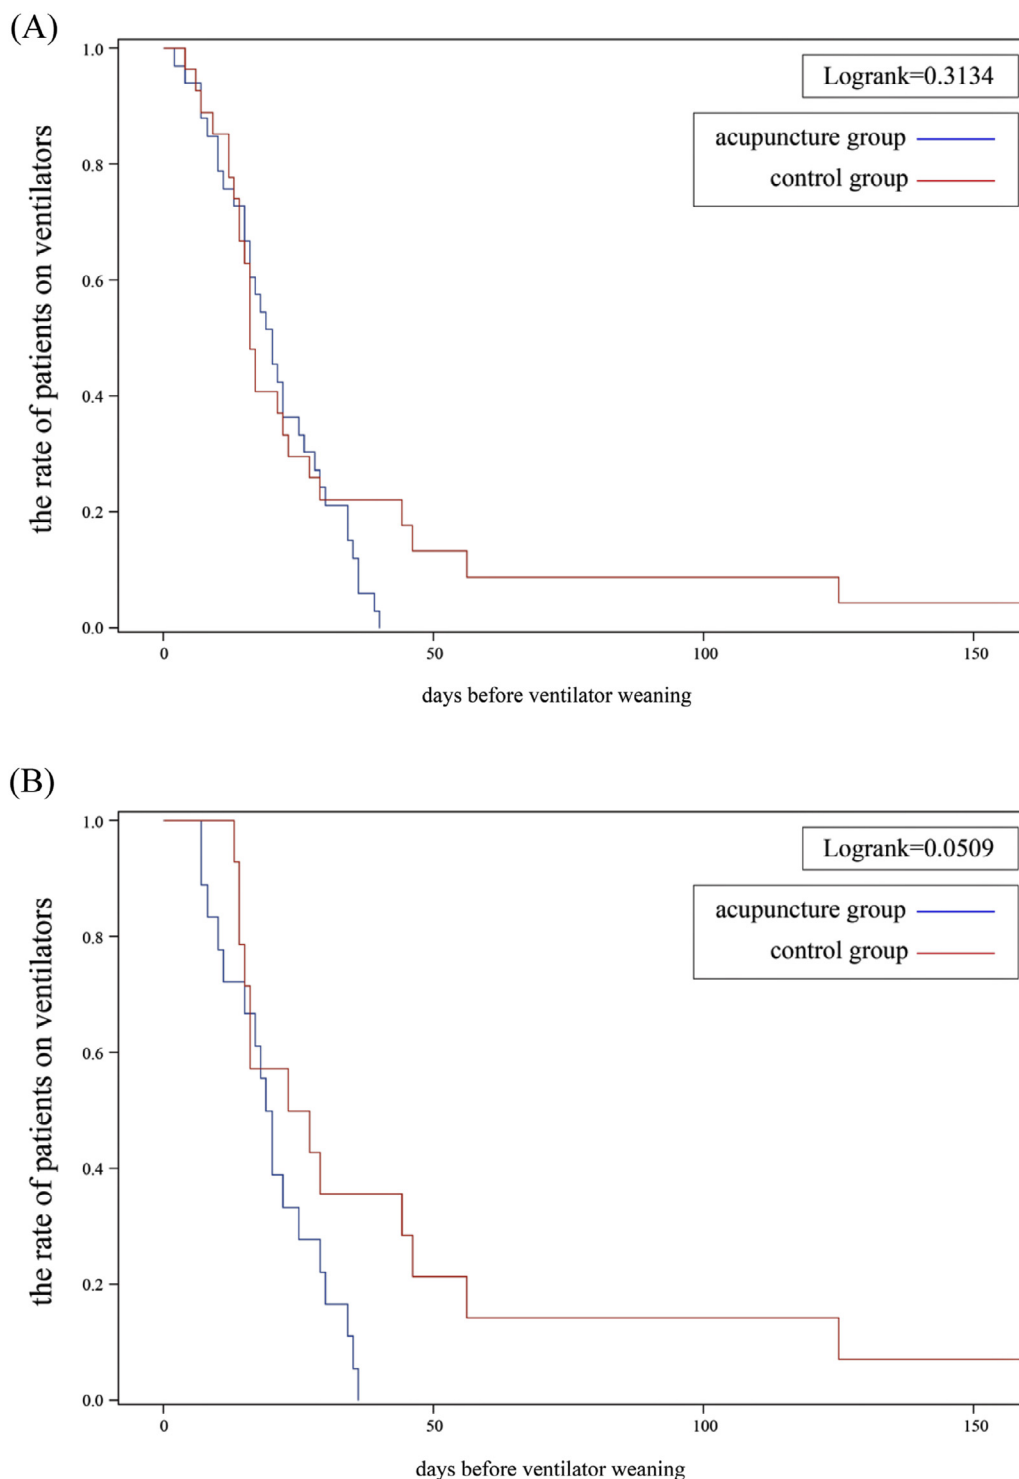 (A)
the rate of patients on ventilators
1.0
0.8
0.6
0.4
0.2
0.0
Logrank=0.3134
acupuncture group
control group
0 50 100 150
days before ventilator weaning
(B)
the rate of patients on ventilators
1.0
0.8
0.6
0.4
0.2
0.0
Logrank=0.0509
acupuncture group
control group
0 50 100 150
days before ventilator weaning